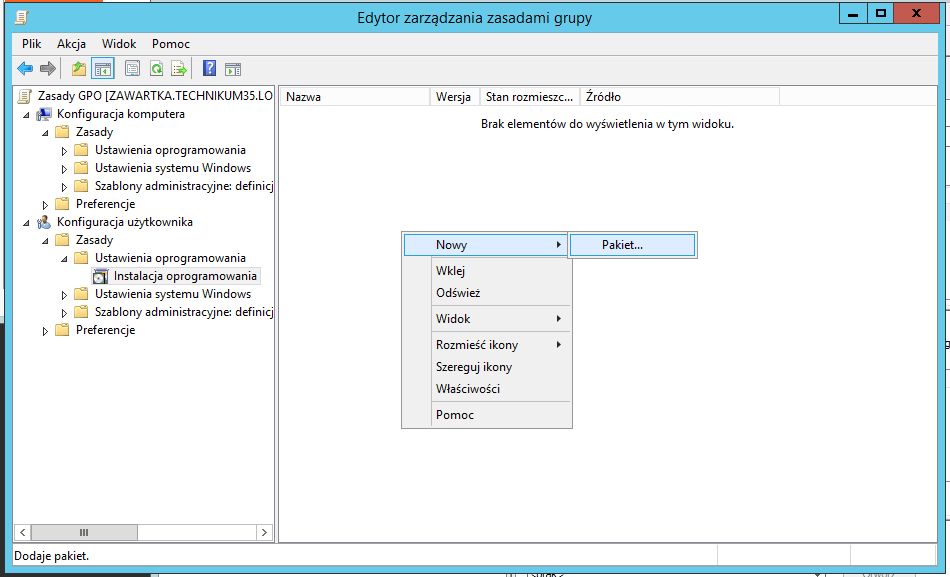 Edytor zarządzania zasadami grupy
Plik Akcja Widok Pomoc
Zasady GPO [ZAWARTKA.TECHNIKUM35.LO
Konfiguracja komputera
Zasady
Ustawienia oprogramowania
Ustawienia systemu Windows
Szablony administracyjne: definicj
Preferencje
Konfiguracja użytkownika
Zasady
Ustawienia oprogramowania
Instalacja oprogramowania
Ustawienia systemu Windows
Szablony administracyjne: definicj
Preferencje
Nazwa Wersja Stan rozmieszc... Źródło
Brak elementów do wyświetlenia w tym widoku.
Nowy
Pakiet...
Wklej
Odśwież
Widok
Rozmieść ikony
Szereguj ikony
Właściwości
Pomoc
Dodaje pakiet.